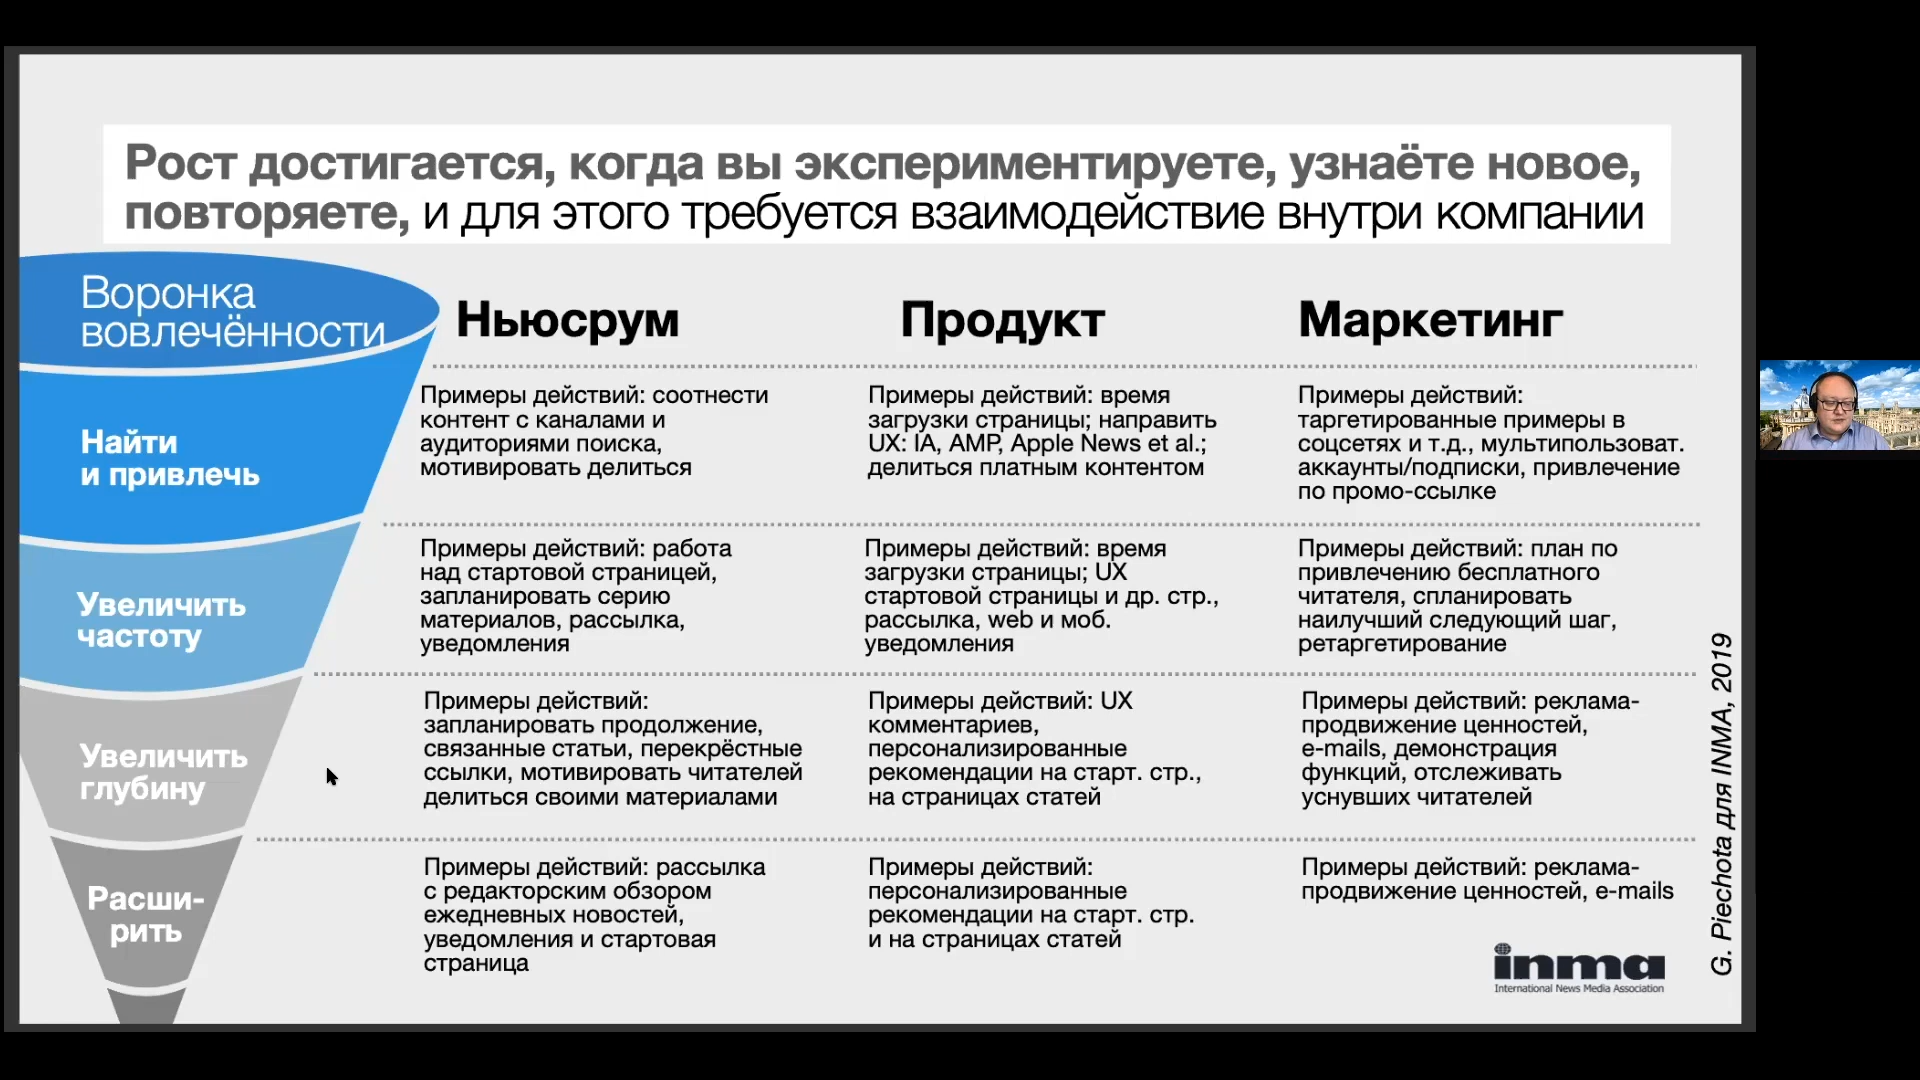 Рост достигается, когда вы экспериментируете, узнаёте новое,
повторяете, и для этого требуется взаимодействие внутри компании
Воронка
вовлечённости
Ньюсрум
Продукт
Маркетинг
Найти
и привлечь
Примеры действий: соотнести
контент с каналами и
аудиториями поиска,
мотивировать делиться
Примеры действий: время
загрузки страницы; направить
UX: IA, AMP, Apple News et al.;
делиться платным контентом
Примеры действий:
таргетированные примеры в
соцсетях и т.д., мультипользоват.
аккаунты/подписки, привлечение
по промо-ссылке
Увеличить
частоту
Примеры действий: работа
над стартовой страницей,
запланировать серию
материалов, рассылка,
уведомления
Примеры действий: время
загрузки страницы; UX
стартовой страницы и др. стр.,
рассылка, web и моб.
уведомления
Примеры действий: план по
привлечению бесплатного
читателя, спланировать
наилучший следующий шаг,
ретаргетирование
Увеличить
глубину
Примеры действий:
запланировать продолжение,
связанные статьи, перекрёстные
ссылки, мотивировать читателей
делиться своими материалами
Примеры действий: UX
комментариев,
персонализированные
рекомендации на старт. стр.,
на страницах статей
Примеры действий: реклама-
продвижение ценностей,
e-mails, демонстрация
функций, отслеживать
уснувших читателей
Расши-
рить
Примеры действий: рассылка
с редакторским обзором
ежедневных новостей,
уведомления и стартовая
страница
Примеры действий:
персонализированные
рекомендации на старт. стр.
и на страницах статей
Примеры действий: реклама-
продвижение ценностей, e-mails
inma
International News Media Association
G. Piechota для INMA, 2019